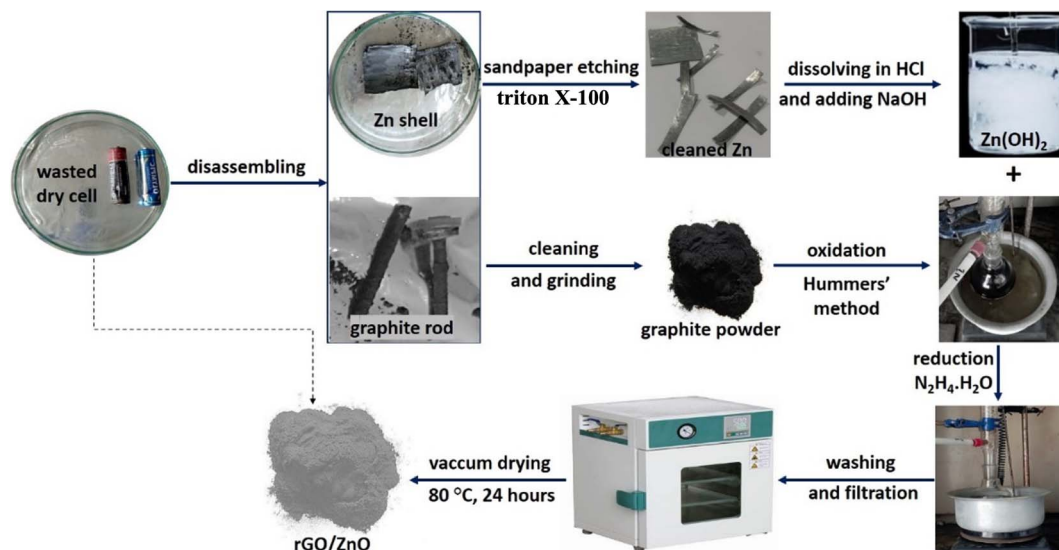 sandpaper etching
triton X-100
Zn shell
cleaned Zn
dissolving in HCl
and adding NaOH
Zn(OH)₂
+
wasted
dry cell
disassembling
graphite rod
cleaning
and grinding
graphite powder
oxidation
Hummers'
method
reduction
N₂H₄.H₂O
washing
and filtration
vaccum drying
80 °C, 24 hours
rGO/ZnO